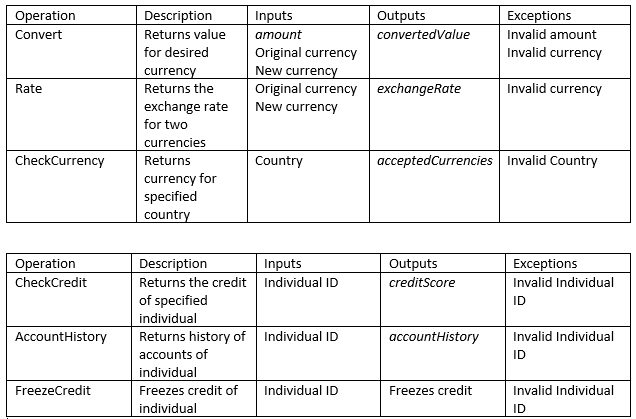 Operation Description Inputs Outputs Exceptions
Convert Returns value amount convertedValue Invalid amount
for desired Original currency Invalid currency
currency New currency
Rate Returns the Original currency exchangeRate Invalid currency
exchange rate New currency
for two
currencies
CheckCurrency Returns Country acceptedCurrencies Invalid Country
currency for
specified
country
Operation Description Inputs Outputs Exceptions
CheckCredit Returns the credit Individual ID creditScore Invalid Individual
of specified ID
individual
AccountHistory Returns history of Individual ID accountHistory Invalid Individual
accounts of ID
individual
FreezeCredit Freezes credit of Individual ID Freezes credit Invalid Individual
individual ID